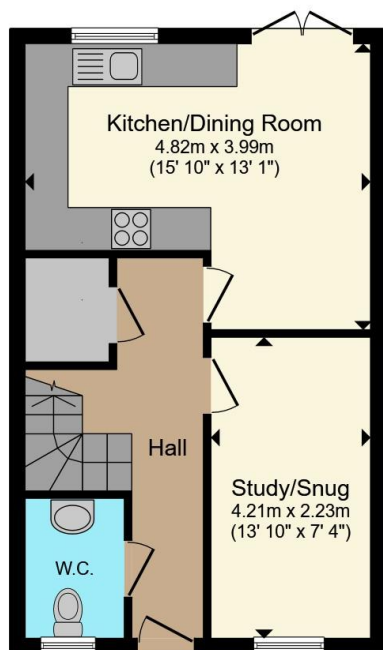 Kitchen/Dining Room
4.82m x 3.99m
(15' 10" x 13' 1")
Hall
Study/Snug
4.21m x 2.23m
(13' 10" x 7' 4")
W.C.